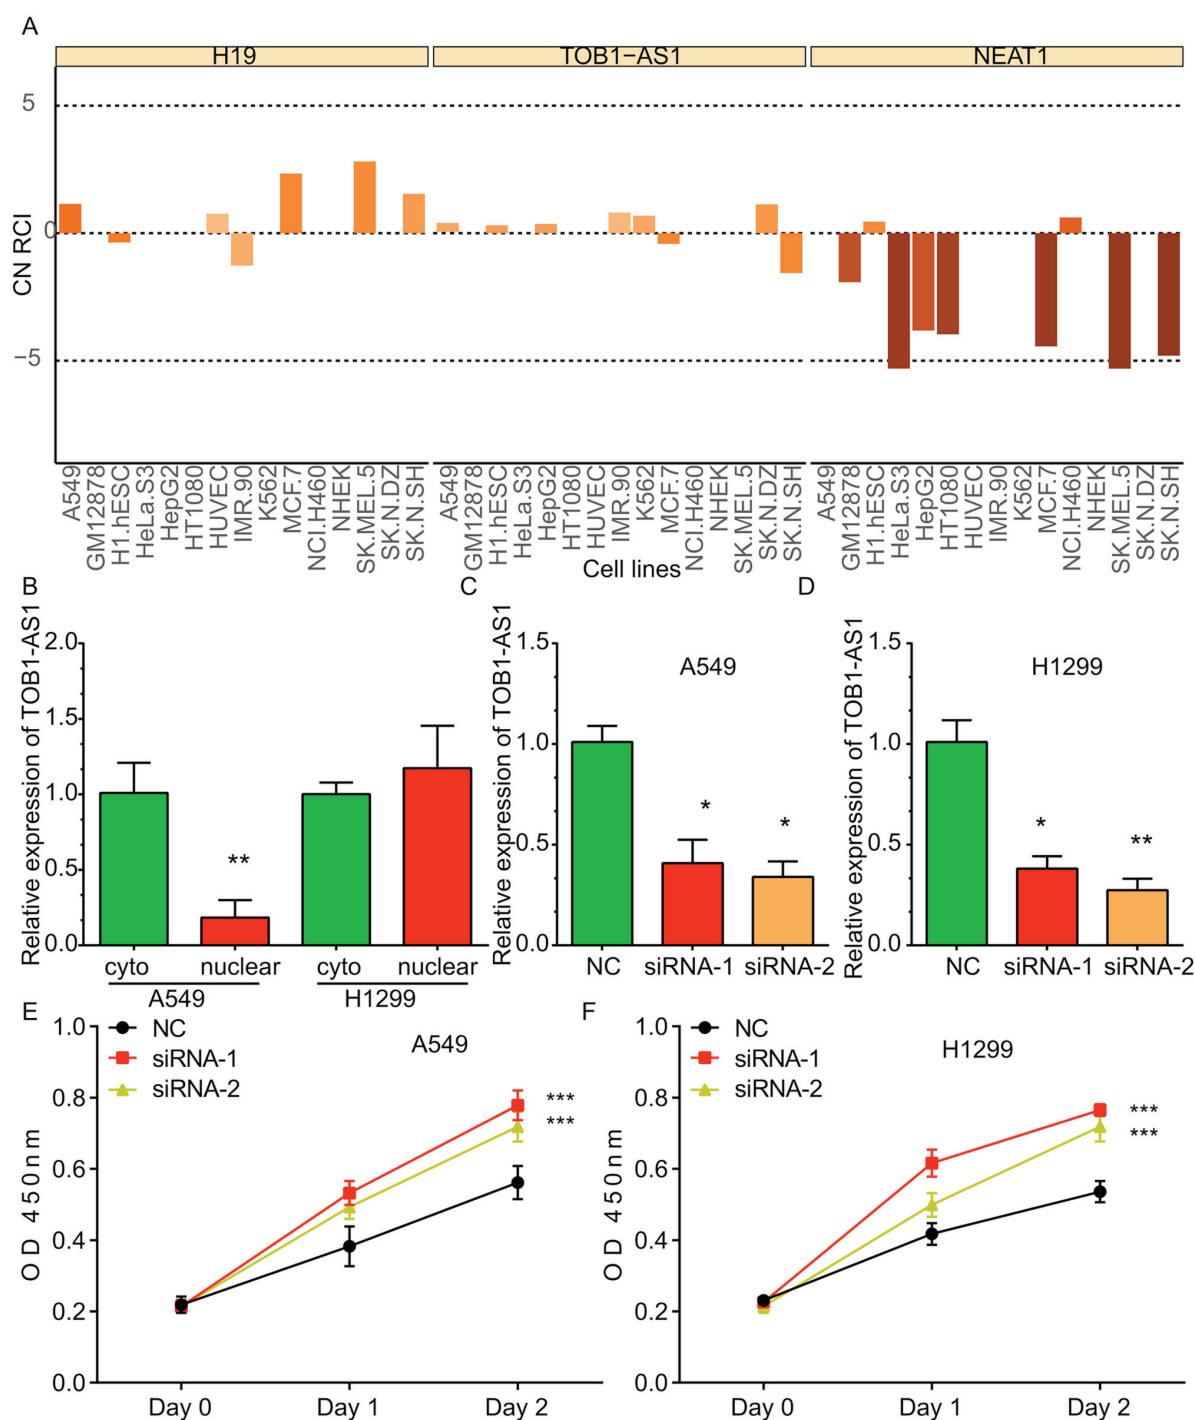 A
H19 TOB1−AS1 NEAT1
5
0
−5
CN RCI
A549 GM12878 H1.hESC HeLa.S3 HepG2 HT1080 HUVEC IMR.90 K562 MCF.7 NCI.H460 NHEK SK.MEL.5 SK.N.DZ SK.N.SH
A549 GM12878 H1.hESC HeLa.S3 HepG2 HT1080 HUVEC IMR.90 K562 MCF.7 NCI.H460 NHEK SK.MEL.5 SK.N.DZ SK.N.SH
A549 GM12878 H1.hESC HeLa.S3 HepG2 HT1080 HUVEC IMR.90 K562 MCF.7 NCI.H460 NHEK SK.MEL.5 SK.N.DZ SK.N.SH
Cell lines
B
Relative expression of TOB1-AS1
2.0
1.5
1.0
0.5
0.0
**
cyto nuclear cyto nuclear
A549 H1299
C
Relative expression of TOB1-AS1
1.5
1.0
0.5
0.0
A549
* *
NC siRNA-1 siRNA-2
D
Relative expression of TOB1-AS1
1.5
1.0
0.5
0.0
H1299
* **
NC siRNA-1 siRNA-2
E
NC
siRNA-1
siRNA-2
A549
OD 450nm
1.0
0.8
0.6
0.4
0.2
0.0
***
***
Day 0 Day 1 Day 2
F
NC
siRNA-1
siRNA-2
H1299
OD 450nm
1.0
0.8
0.6
0.4
0.2
0.0
***
***
Day 0 Day 1 Day 2